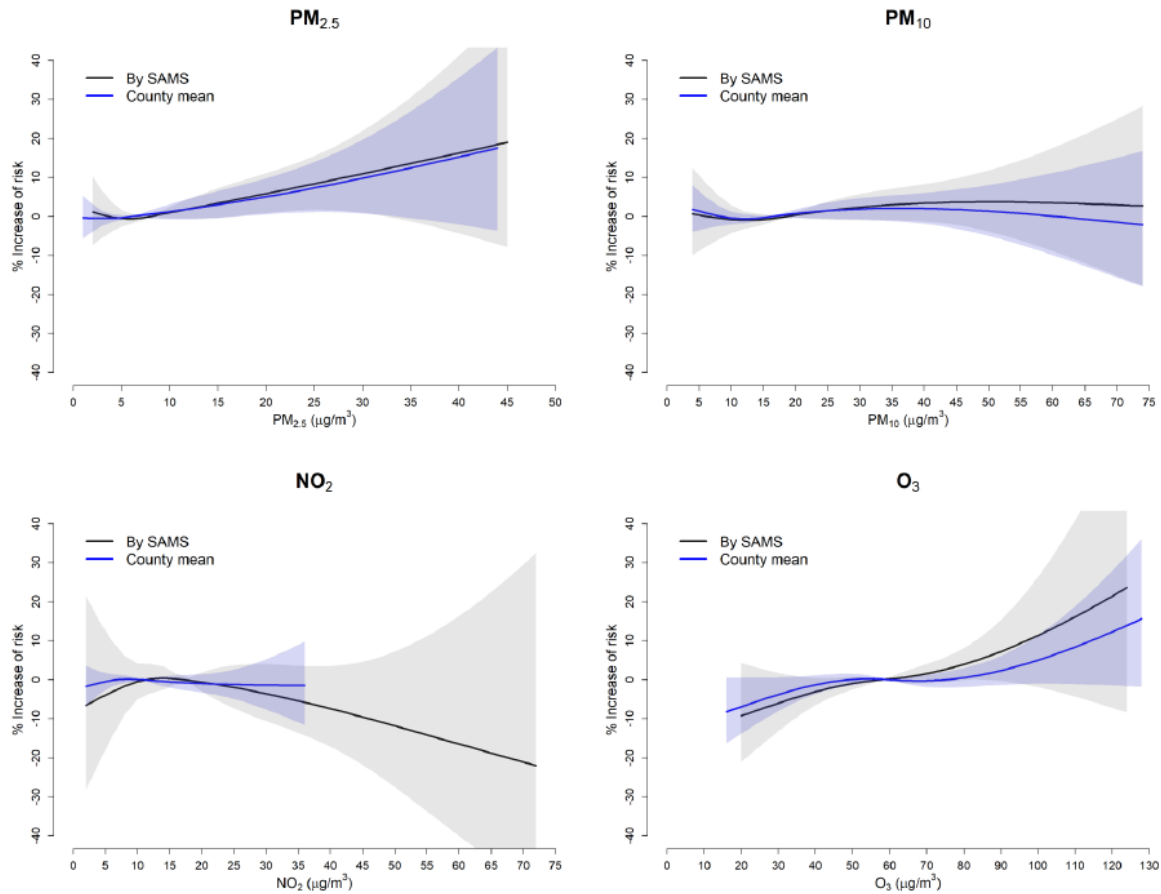 PM2.5
40
30
20
10
0
-10
-20
-30
-40
% Increase of risk
By SAMS
County mean
0 5 10 15 20 25 30 35 40 45 50
PM2.5 (μg/m³)
PM10
40
30
20
10
0
-10
-20
-30
-40
% Increase of risk
By SAMS
County mean
0 5 10 15 20 25 30 35 40 45 50 55 60 65 70 75
PM10 (μg/m³)
NO2
40
30
20
10
0
-10
-20
-30
-40
% Increase of risk
By SAMS
County mean
0 5 10 15 20 25 30 35 40 45 50 55 60 65 70 75
NO2 (μg/m³)
O3
40
30
20
10
0
-10
-20
-30
-40
% Increase of risk
By SAMS
County mean
0 10 20 30 40 50 60 70 80 90 100 110 120 130
O3 (μg/m³)